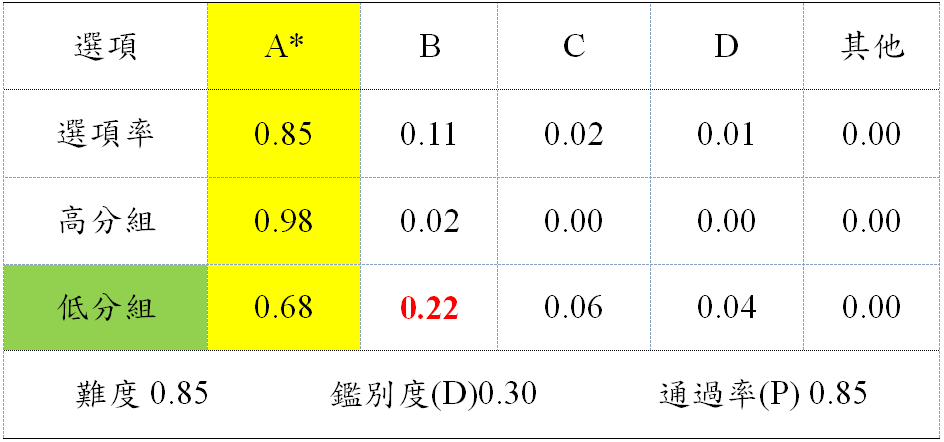 選項 A* B C D 其他
選項率 0.85 0.11 0.02 0.01 0.00
高分組 0.98 0.02 0.00 0.00 0.00
低分組 0.68 0.22 0.06 0.04 0.00
難度 0.85 鑑別度(D)0.30 通過率(P) 0.85